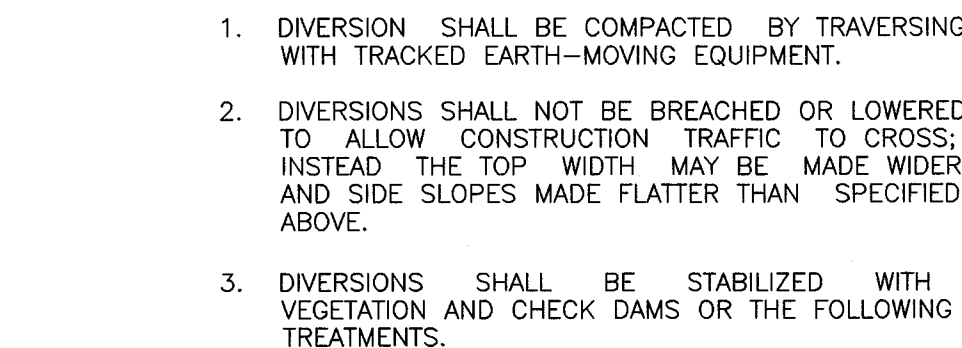 1. DIVERSION SHALL BE COMPACTED BY TRAVERSING
WITH TRACKED EARTH-MOVING EQUIPMENT.
2. DIVERSIONS SHALL NOT BE BREACHED OR LOWERED
TO ALLOW CONSTRUCTION TRAFFIC TO CROSS;
INSTEAD THE TOP WIDTH MAY BE MADE WIDER
AND SIDE SLOPES MADE FLATTER THAN SPECIFIED
ABOVE.
3. DIVERSIONS SHALL BE STABILIZED WITH
VEGETATION AND CHECK DAMS OR THE FOLLOWING
TREATMENTS.